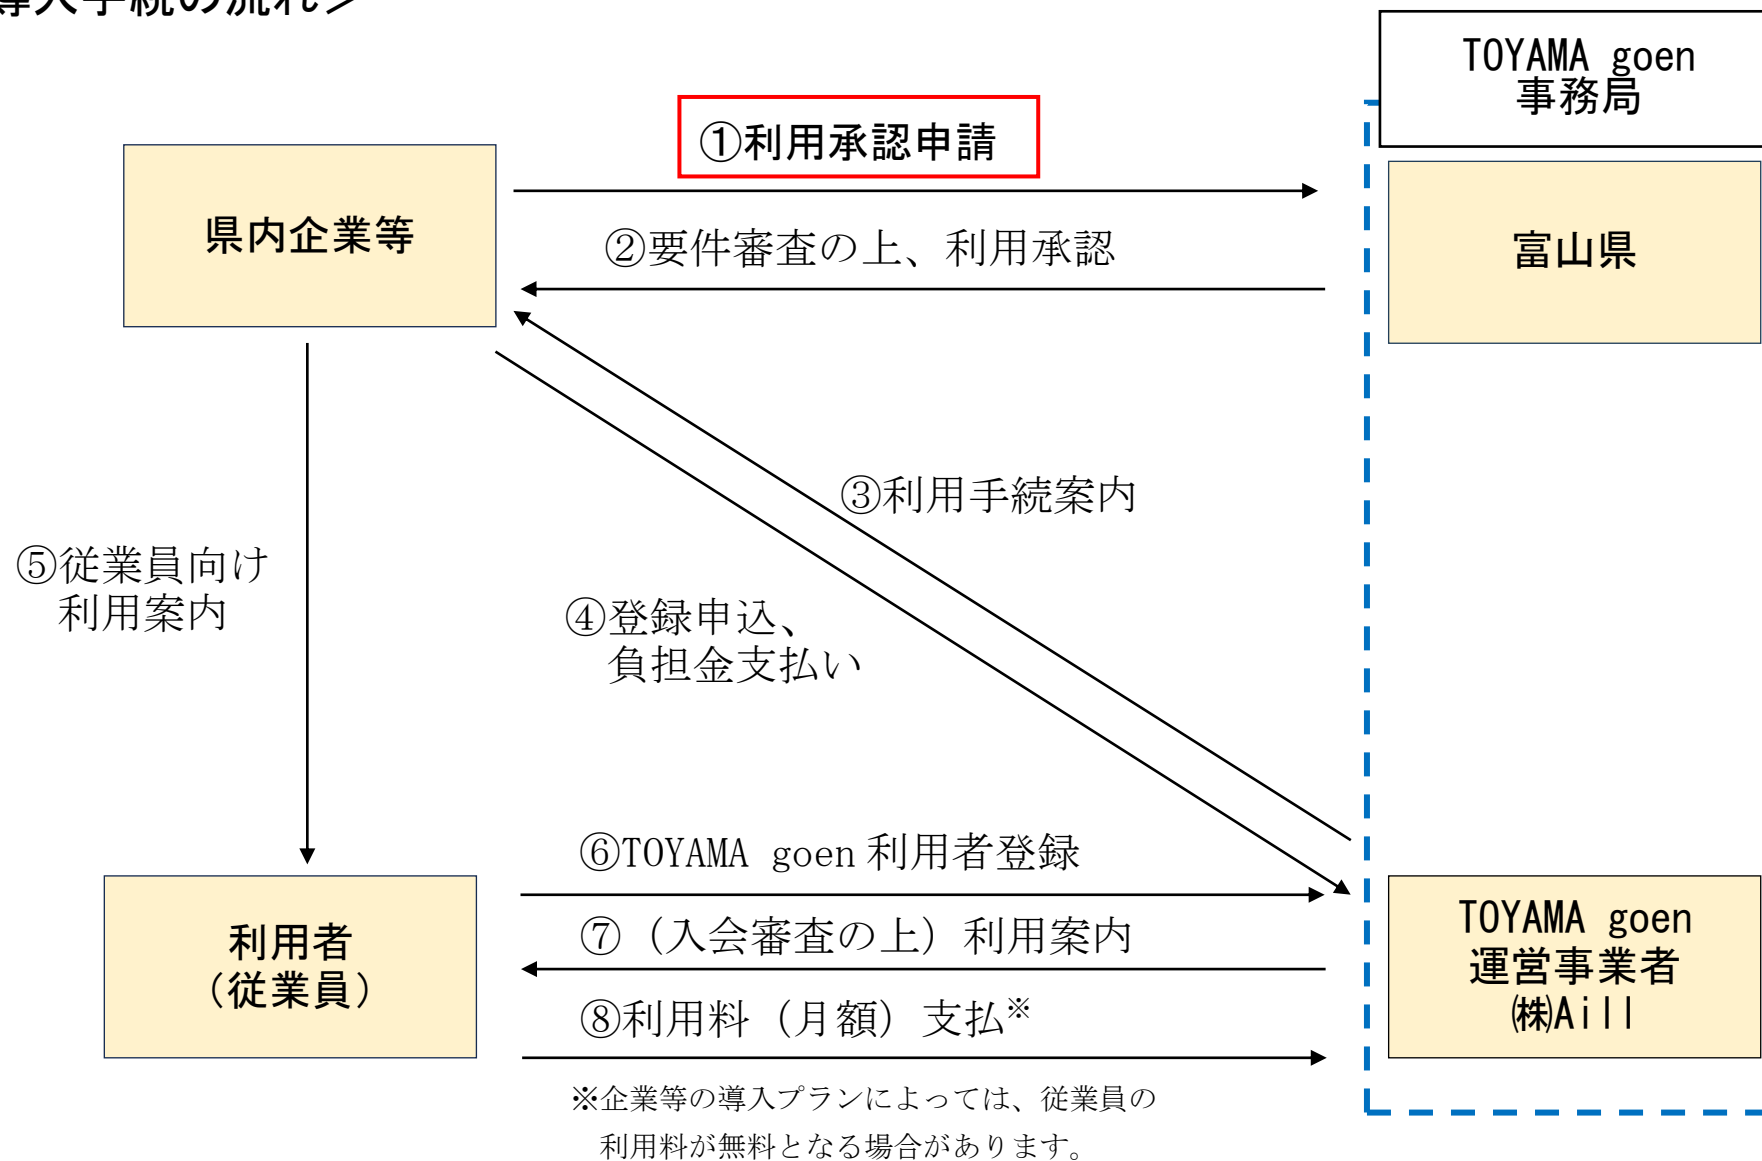 導入手続の流れ＞
TOYAMA goen
事務局
①利用承認申請
県内企業等
②要件審査の上、利用承認
富山県
③利用手続案内
⑤従業員向け
利用案内
④登録申込、
負担金支払い
⑥TOYAMA goen 利用者登録
利用者
（従業員）
⑦（入会審査の上）利用案内
TOYAMA goen
運営事業者
㈱Aill
⑧利用料（月額）支払※
※企業等の導入プランによっては、従業員の
利用料が無料となる場合があります。